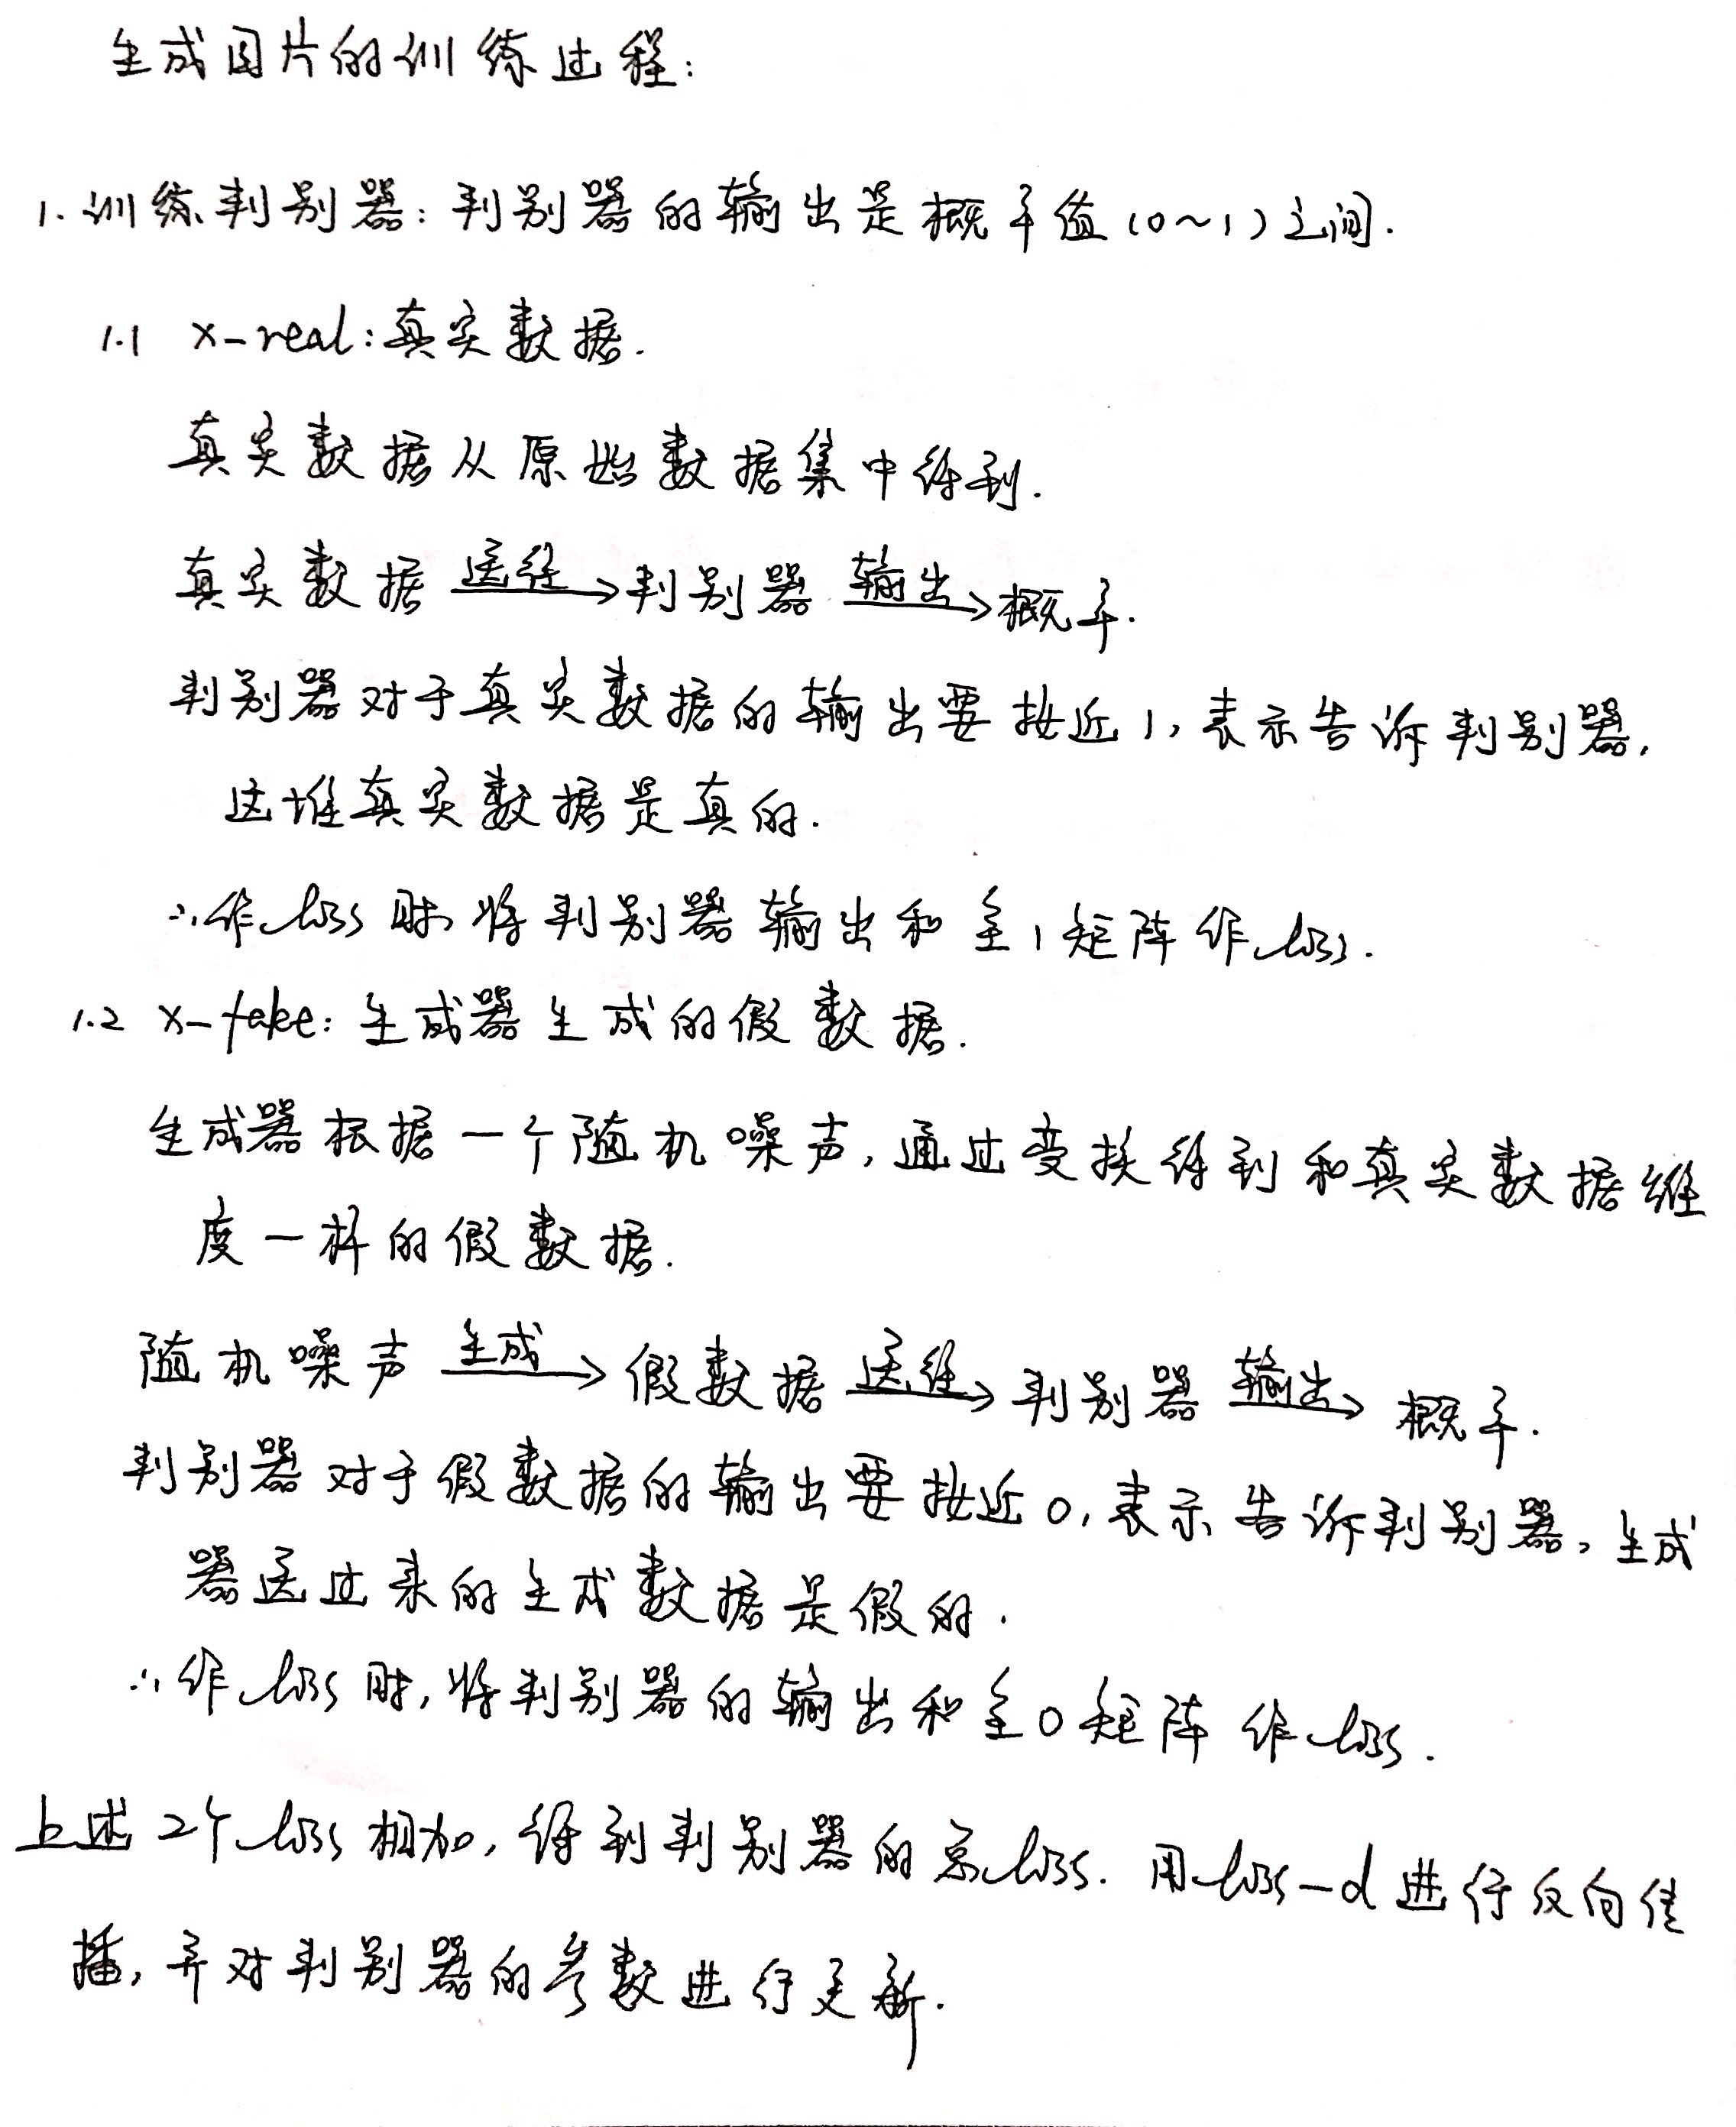 生成图片的训练过程:
1. 训练判别器: 判别器的输出是概率值(0~1)之间.
1.1 x-real: 真实数据.
真实数据从原始数据集中得到.
真实数据 送往→ 判别器 输出→ 概率.
判别器对于真实数据的输出要接近1, 表示告诉判别器,
这堆真实数据是真的.
∴作loss时, 将判别器输出和全1矩阵作loss.
1.2 x-fake: 生成器生成的假数据.
生成器根据一个随机噪声, 通过变换得到和真实数据维
度一样的假数据.
随机噪声 生成→ 假数据 送往→ 判别器 输出→ 概率.
判别器对于假数据的输出要接近0, 表示告诉判别器, 生成
器送过来的生成数据是假的.
∴作loss时, 将判别器的输出和全0矩阵作loss.
上述2个loss相加, 得到判别器的总loss. 用loss-d进行反向传
播, 并对判别器的参数进行更新.